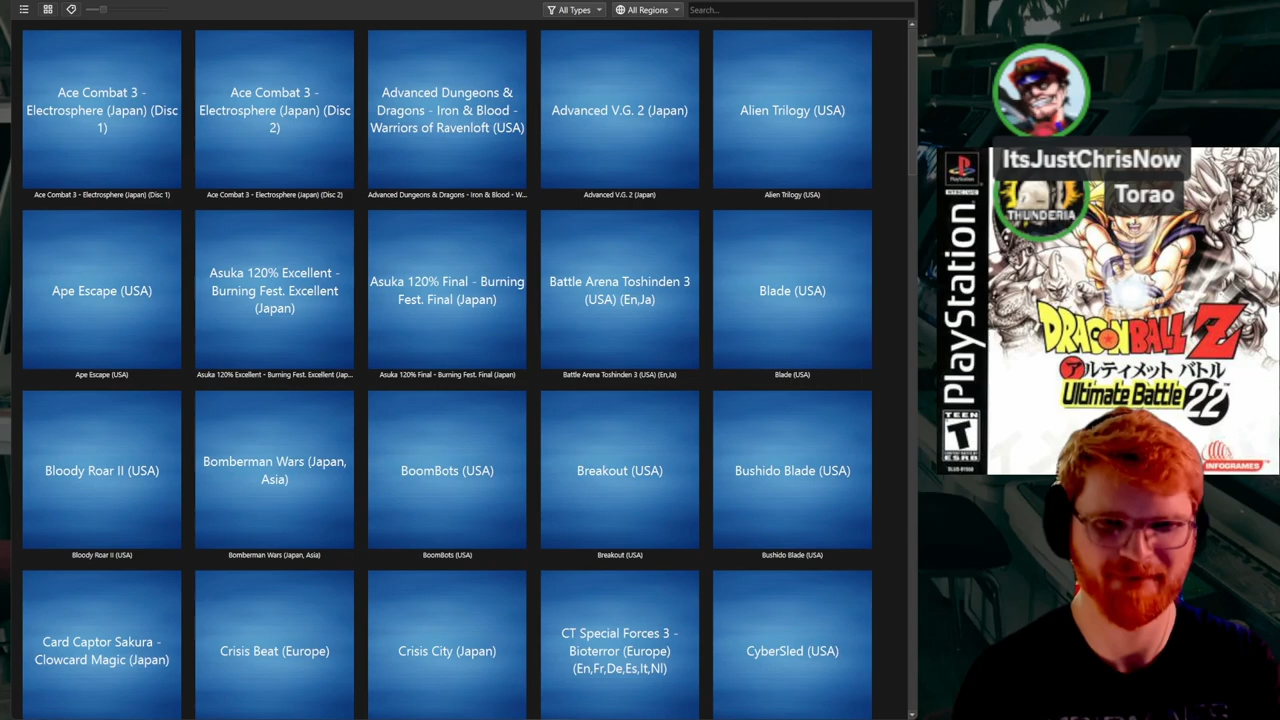 All Types
All Regions
Search...
Ace Combat 3 -
Electrosphere (Japan) (Disc
1)
Ace Combat 3 -
Electrosphere (Japan) (Disc
2)
Advanced Dungeons &
Dragons - Iron & Blood -
Warriors of Ravenloft (USA)
Advanced V.G. 2 (Japan)
Alien Trilogy (USA)
Ace Combat 3 - Electrosphere (Japan) (Disc 1)
Ace Combat 3 - Electrosphere (Japan) (Disc 2)
Advanced Dungeons & Dragons - Iron & Blood - W...
Advanced V.G. 2 (Japan)
Alien Trilogy (USA)
Ape Escape (USA)
Asuka 120% Excellent -
Burning Fest. Excellent
(Japan)
Asuka 120% Final - Burning
Fest. Final (Japan)
Battle Arena Toshinden 3
(USA) (En,Ja)
Blade (USA)
Ape Escape (USA)
Asuka 120% Excellent - Burning Fest. Excellent (Jap...
Asuka 120% Final - Burning Fest. Final (Japan)
Battle Arena Toshinden 3 (USA) (En,Ja)
Blade (USA)
Bloody Roar II (USA)
Bomberman Wars (Japan,
Asia)
BoomBots (USA)
Breakout (USA)
Bushido Blade (USA)
Bloody Roar II (USA)
Bomberman Wars (Japan, Asia)
BoomBots (USA)
Breakout (USA)
Bushido Blade (USA)
Card Captor Sakura -
Clowcard Magic (Japan)
Crisis Beat (Europe)
Crisis City (Japan)
CT Special Forces 3 -
Bioterror (Europe)
(En,Fr,De,Es,It,Nl)
CyberSled (USA)
ItsJustChrisNow
Torao
THUNDERIA
PlayStation
DRAGONBALL Z
アルティメット バトル
Ultimate Battle 22
TEEN
T
ESRB
INFOGRAMES